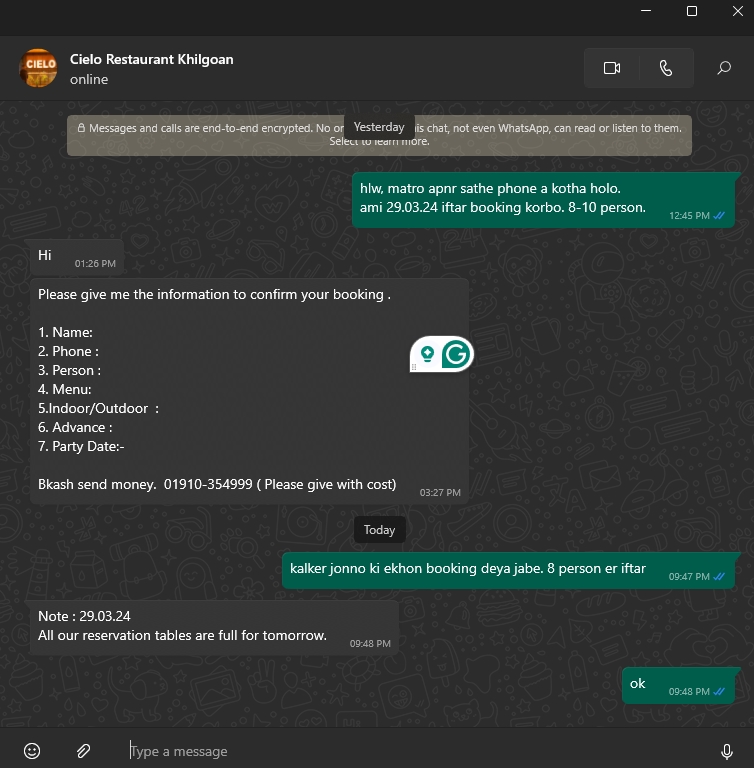 Cielo Restaurant Khilgoan
CIELO
online
Messages and calls are end-to-end encrypted. No his chat, not even WhatsApp, can read or listen to them.
Yesterday
Select to learn more.
hlw, matro apnr sathe phone a kotha holo.
ami 29.03.24 iftar booking korbo. 8-10 person.
12:45 PM
Hi
01:26 PM
Please give me the information to confirm your booking .
1. Name:
2. Phone :
3. Person :
4. Menu:
5.Indoor/Outdoor :
6. Advance :
7. Party Date:-
Bkash send money. 01910-354999 ( Please give with cost)
03:27 PM
Today
kalker jonno ki ekhon booking deya jabe. 8 person er iftar
09:47 PM
Note : 29.03.24
All our reservation tables are full for tomorrow.
09:48 PM
ok
09:48 PM
Type a message